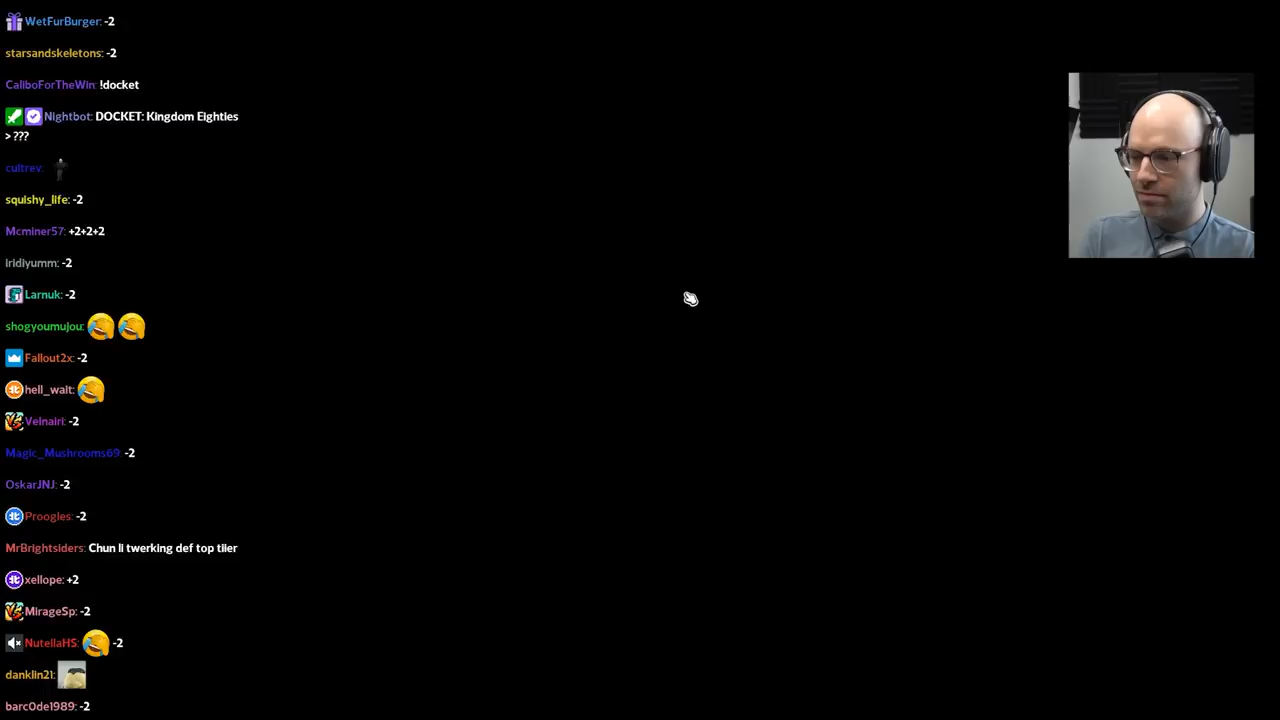 WetFurBurger: -2
starsandskeletons: -2
CaliboForTheWin: !docket
Nightbot: DOCKET: Kingdom Eighties
> ???
cultrev:
squishy_life: -2
Mcminer57: +2+2+2
iridiyumm: -2
Larnuk: -2
shogyoumujou:
Fallout2x: -2
hell_wait:
Velnairi: -2
Magic_Mushrooms69: -2
OskarJNJ: -2
Proogles: -2
MrBrightsiders: Chun li twerking def top tiier
xellope: +2
MirageSp: -2
NutellaHS: -2
danklin21:
barc0de1989: -2